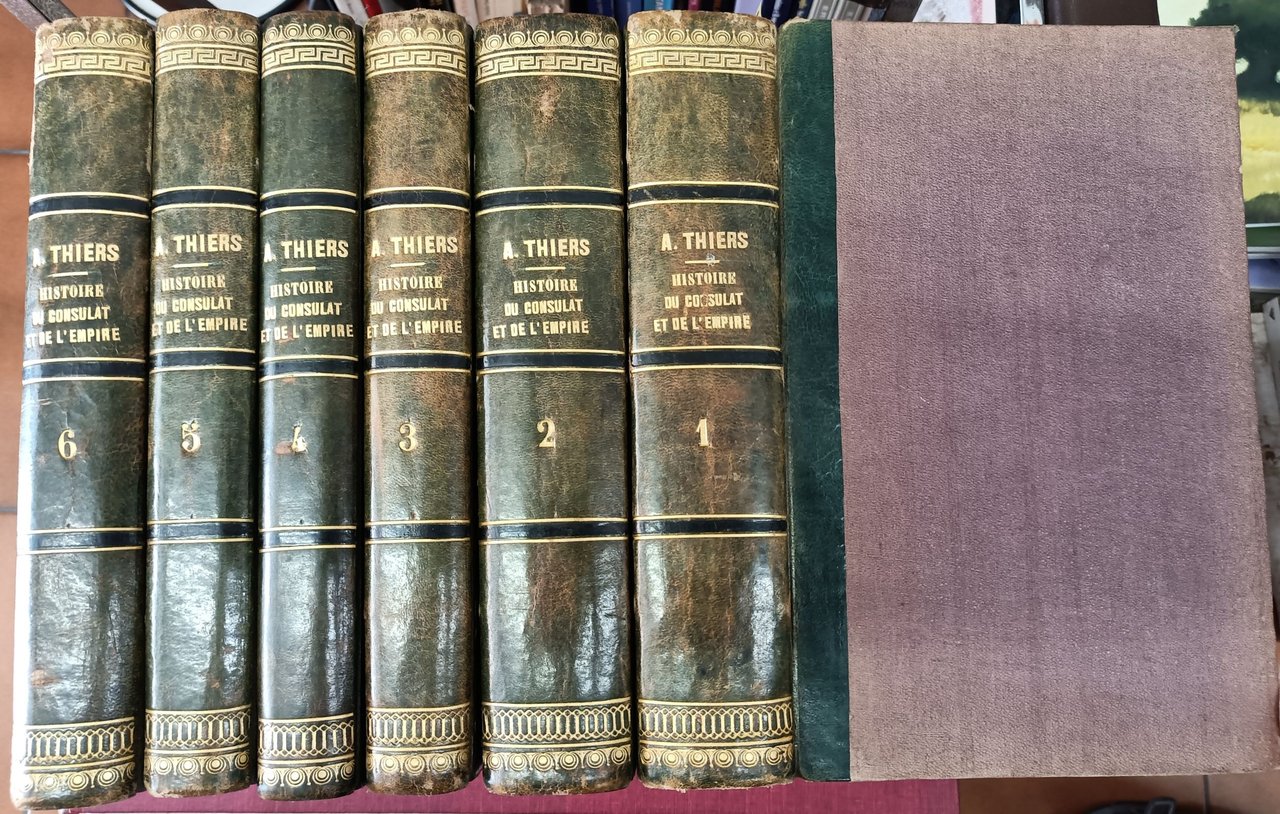 A. THIERS
HISTOIRE
DU CONSULAT
ET DE L'EMPIRE
6
A. THIERS
HISTOIRE
DU CONSULAT
ET DE L'EMPIRE
5
A. THIERS
HISTOIRE
DU CONSULAT
ET DE L'EMPIRE
4
A. THIERS
HISTOIRE
DU CONSULAT
ET DE L'EMPIRE
3
A. THIERS
HISTOIRE
DU CONSULAT
ET DE L'EMPIRE
2
A. THIERS
HISTOIRE
DU CONSULAT
ET DE L'EMPIRE
1